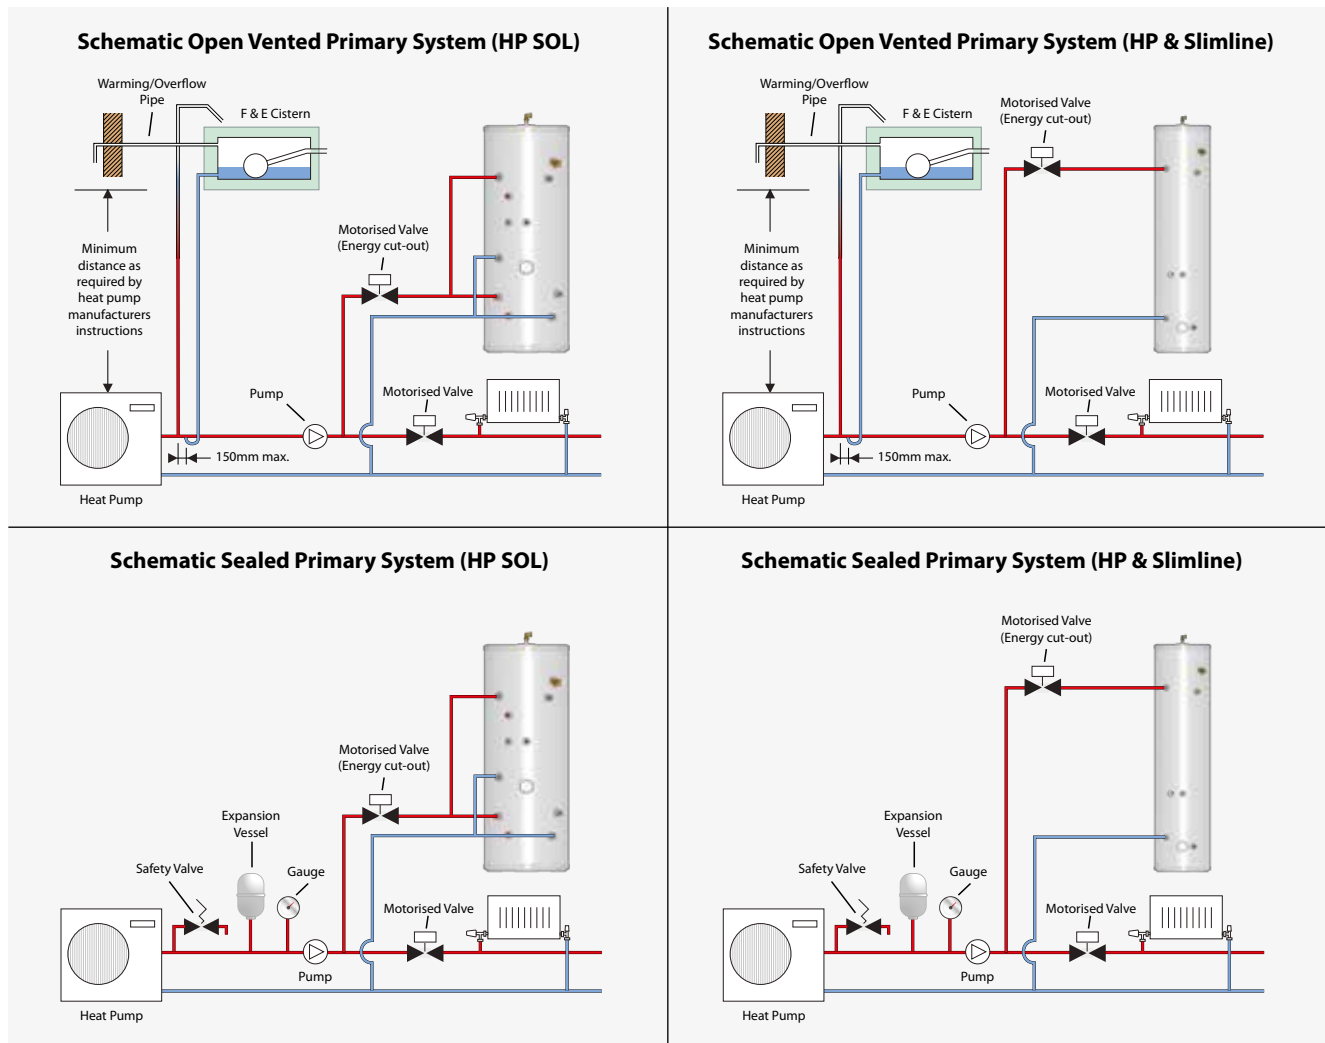 Schematic Open Vented Primary System (HP SOL)
Warming/Overflow
Pipe
F & E Cistern
Motorised Valve
(Energy cut-out)
Minimum
distance as
required by
heat pump
manufacturers
instructions
Pump
Motorised Valve
150mm max.
Heat Pump
Schematic Open Vented Primary System (HP & Slimline)
Warming/Overflow
Pipe
F & E Cistern
Motorised Valve
(Energy cut-out)
Minimum
distance as
required by
heat pump
manufacturers
instructions
Pump
Motorised Valve
150mm max.
Heat Pump
Schematic Sealed Primary System (HP SOL)
Motorised Valve
(Energy cut-out)
Expansion
Vessel
Safety Valve
Gauge
Motorised Valve
Pump
Heat Pump
Schematic Sealed Primary System (HP & Slimline)
Motorised Valve
(Energy cut-out)
Expansion
Vessel
Safety Valve
Gauge
Motorised Valve
Pump
Heat Pump